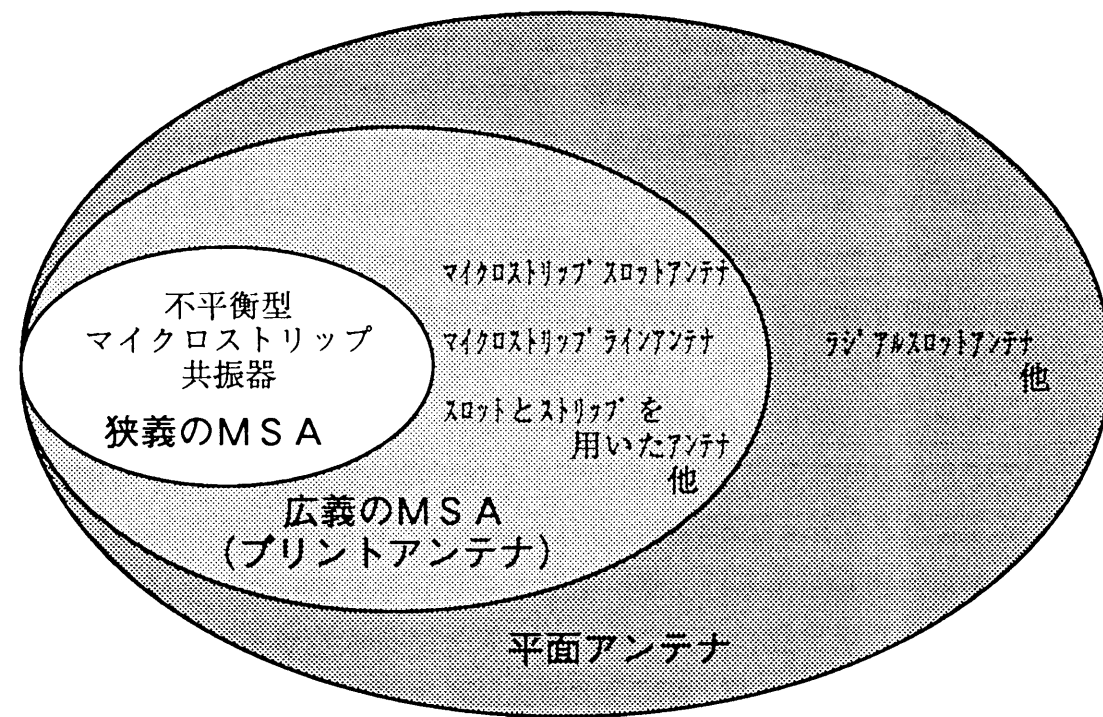 不平衡型
マイクロストリップ
共振器
狭義のMSA
マイクロストリップ スロットアンテナ
マイクロストリップ ラインアンテナ
スロットとストリップを
用いたアンテナ
他
広義のMSA
(プリントアンテナ)
ラジアルスロットアンテナ
他
平面アンテナ